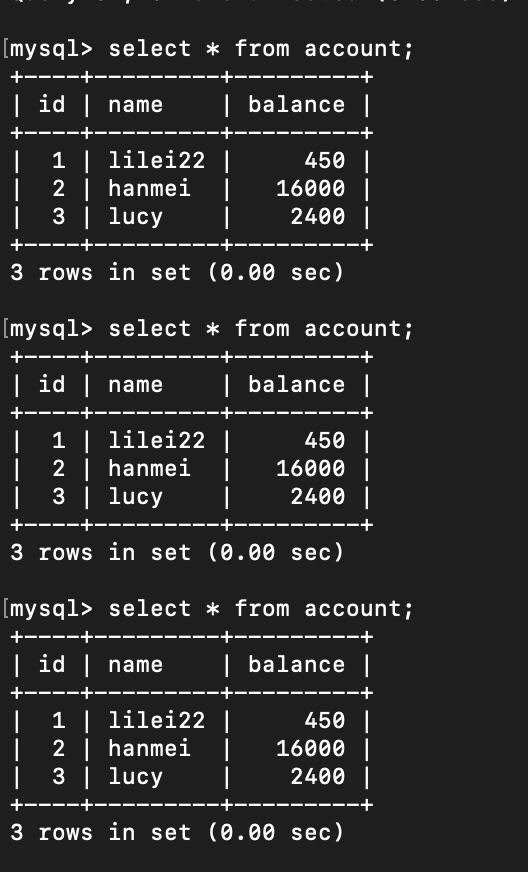 [mysql> select * from account;
+----+---------+---------+
| id | name    | balance |
+----+---------+---------+
|  1 | lilei22 |     450 |
|  2 | hanmei  |   16000 |
|  3 | lucy    |    2400 |
+----+---------+---------+
3 rows in set (0.00 sec)
[mysql> select * from account;
+----+---------+---------+
| id | name    | balance |
+----+---------+---------+
|  1 | lilei22 |     450 |
|  2 | hanmei  |   16000 |
|  3 | lucy    |    2400 |
+----+---------+---------+
3 rows in set (0.00 sec)
[mysql> select * from account;
+----+---------+---------+
| id | name    | balance |
+----+---------+---------+
|  1 | lilei22 |     450 |
|  2 | hanmei  |   16000 |
|  3 | lucy    |    2400 |
+----+---------+---------+
3 rows in set (0.00 sec)